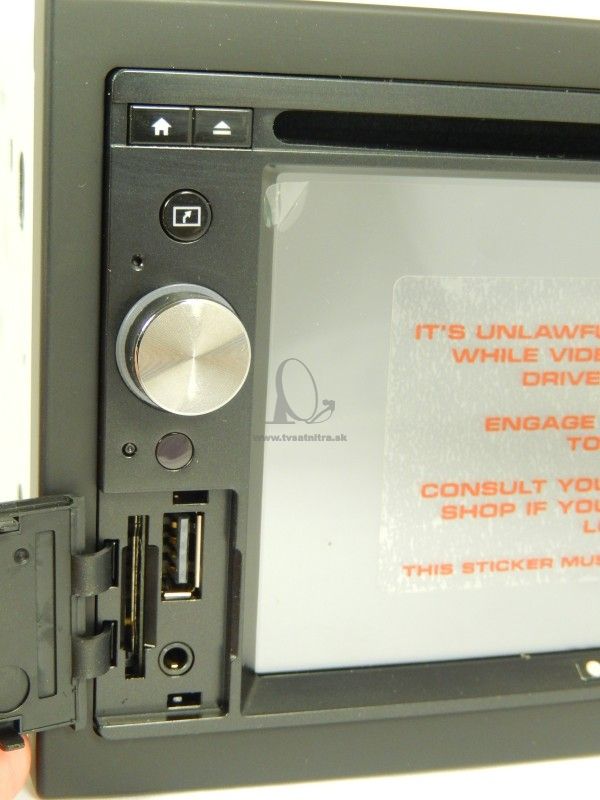 IT'S UNLAWFU
WHILE VIDE
DRIVE
ENGAGE
TO
CONSULT YOU
SHOP IF YOU
L
THIS STICKER MUS
www.tvsatnitra.sk